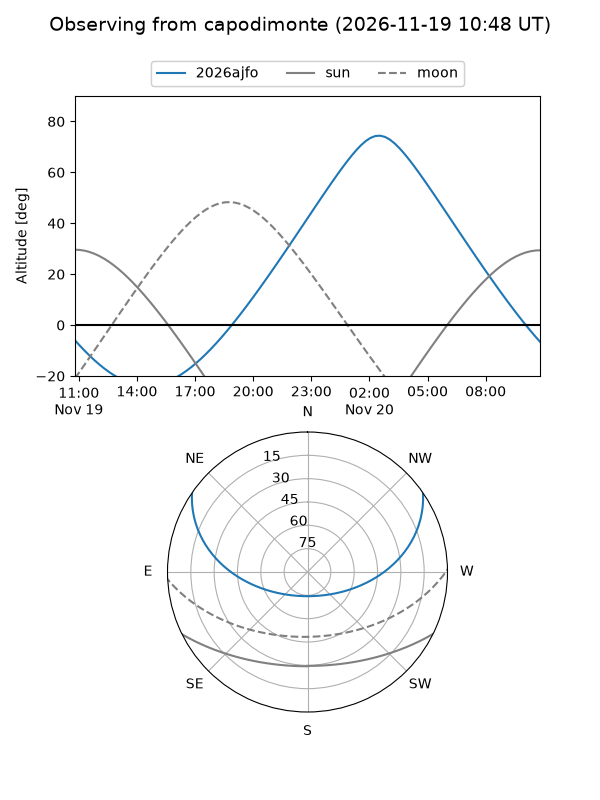 Observing from capodimonte (2026-11-19 10:48 UT)
2026ajfo sun moon
80
60
40
20
0
−20
Altitude [deg]
11:00 14:00 17:00 20:00 23:00 02:00 05:00 08:00
Nov 19 Nov 20
N
NE NW
15
30
45
60
75
E W
SE SW
S